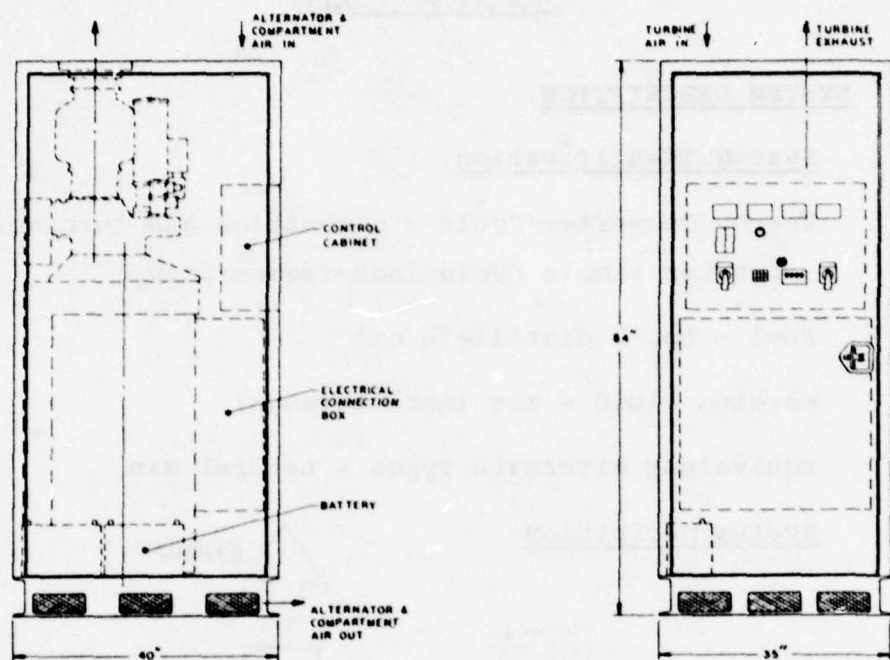 ALTERNATOR &
COMPARTMENT
AIR IN
TURBINE
AIR IN
TURBINE
EXHAUST
CONTROL
CABINET
84"
ELECTRICAL
CONNECTION
BOX
BATTERY
ALTERNATOR &
COMPARTMENT
AIR OUT
40"
35"